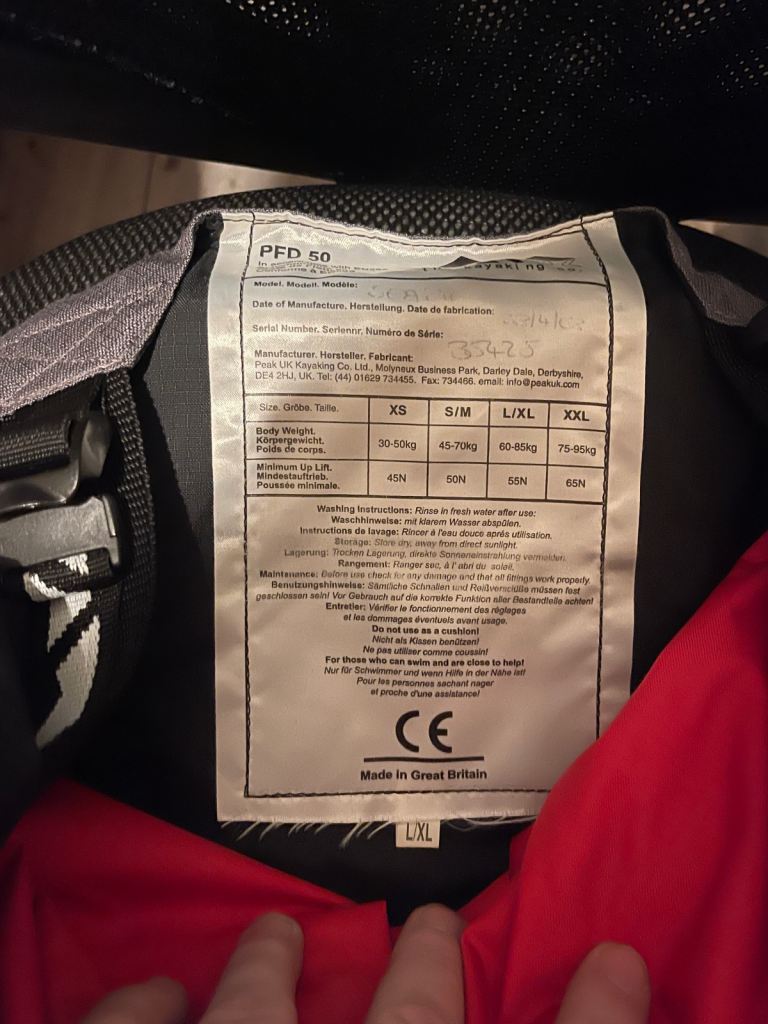 PFD 50
Model. Modell. Modèle:
Date of Manufacture. Herstellung. Date de fabrication:
Serial Number. Seriennr, Numéro de Série:
35425
Manufacturer. Hersteller, Fabricant:
Peak UK Kayaking Co. Ltd., Molyneux Business Park, Darley Dale, Derbyshire,
DE4 2HJ, UK. Tel: (44) 01629 734455. Fax: 734466. email: info@peakuk.com
Size. Größe. Taille. XS S/M L/XL XXL
Body Weight.
Körpergewicht. 30-50kg 45-70kg 60-85kg 75-95kg
Poids de corps.
Minimum Up Lift.
Mindestauftrieb. 45N 50N 55N 65N
Poussée minimale.
Washing Instructions: Rinse in fresh water after use:
Waschhinweise: mit klarem Wasser abspülen.
Instructions de lavage: Rincer à l'eau douce aprés utilisation.
Storage: Store dry, away from direct sunlight.
Lagerung: Trocken Lagerung, direkte Sonneneinstrahlung vermeiden.
Rangement: Ranger sec, à l' abri du soleil.
Maintenance: Before use check for any damage and that all fittings work properly.
Benutzungshinweise: Sämtliche Schnallen und Reißverschlüße müssen fest
geschlossen sein! Vor Gebrauch auf die korrekte Funktion aller Bestandteile achten!
Entretier: Vérifier le fonctionnement des réglages
et les dommages éventuels avant usage.
Do not use as a cushion!
Nicht als Kissen benützen!
Ne pas utiliser comme coussin!
For those who can swim and are close to help!
Nur für Schwimmer und wenn Hilfe in der Nähe ist!
Pour les personnes sachant nager
et proche d'une assistance!
CE
Made in Great Britain
L/XL